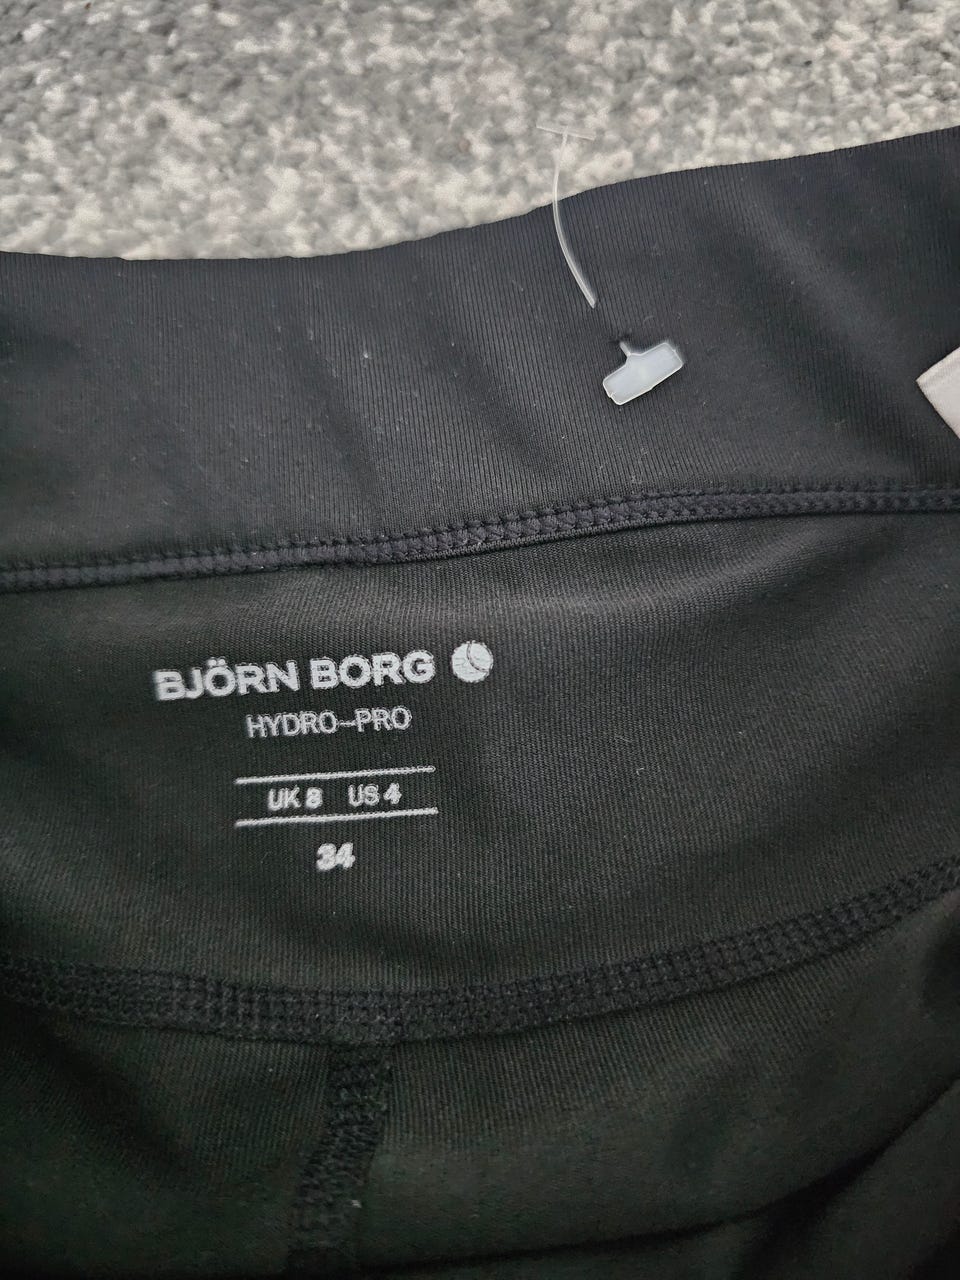 BJÖRN BORG
HYDRO-PRO
UK 8 US 4
34